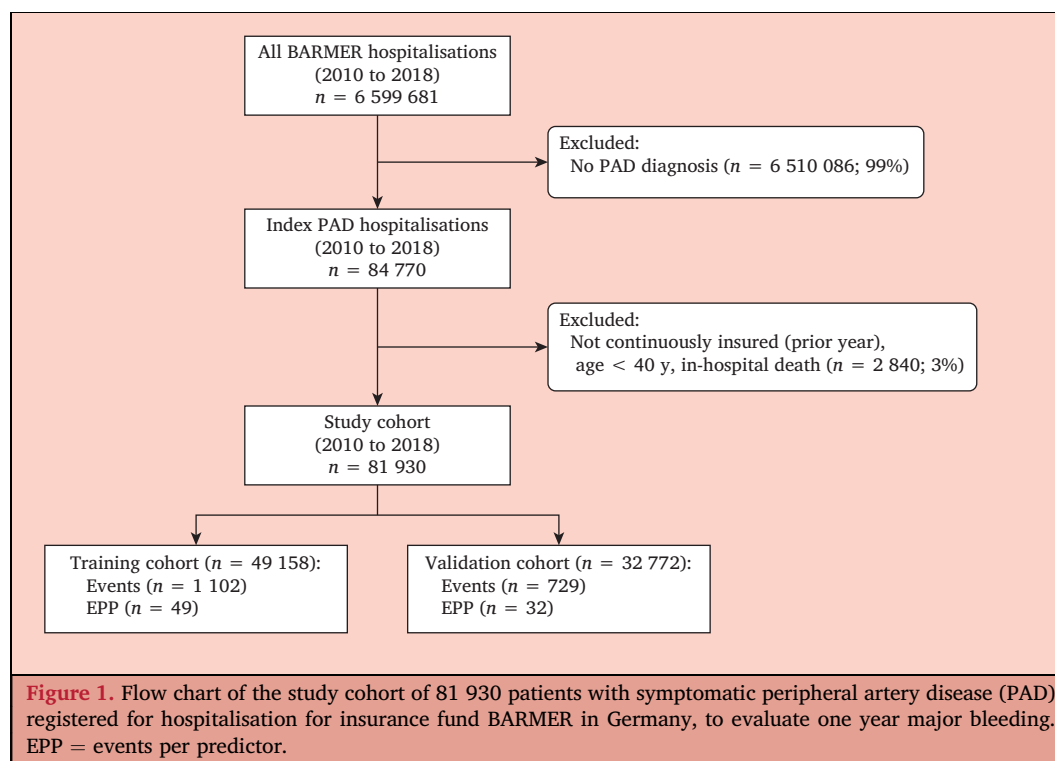 All BARMER hospitalisations
(2010 to 2018)
n = 6 599 681
Excluded:
No PAD diagnosis (n = 6 510 086; 99%)
Index PAD hospitalisations
(2010 to 2018)
n = 84 770
Excluded:
Not continuously insured (prior year),
age < 40 y, in-hospital death (n = 2 840; 3%)
Study cohort
(2010 to 2018)
n = 81 930
Training cohort (n = 49 158):
Events (n = 1 102)
EPP (n = 49)
Validation cohort (n = 32 772):
Events (n = 729)
EPP (n = 32)
Figure 1. Flow chart of the study cohort of 81 930 patients with symptomatic peripheral artery disease (PAD)
registered for hospitalisation for insurance fund BARMER in Germany, to evaluate one year major bleeding.
EPP = events per predictor.